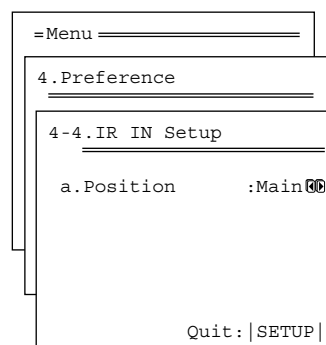 =Menu
4.Preference
4-4.IR IN Setup
a.Position :Main
Quit:|SETUP|